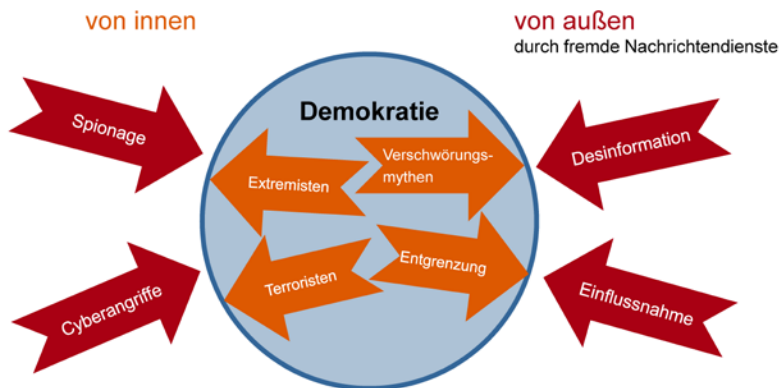 von innen
von außen
durch fremde Nachrichtendienste
Demokratie
Spionage
Verschwörungs-
mythen
Desinformation
Extremisten
Cyberangriffe
Terroristen
Entgrenzung
Einflussnahme